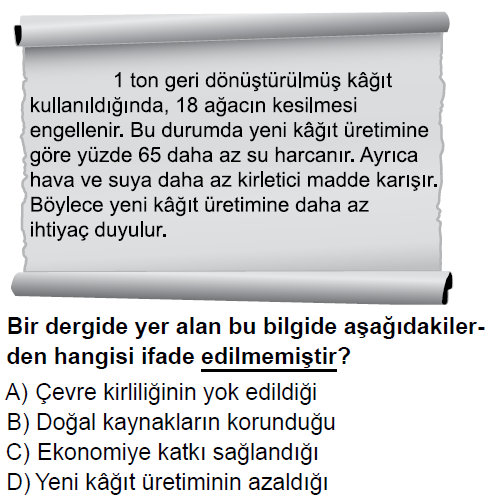 1 ton geri dönüştürülmüş kâğıt
kullanıldığında, 18 ağacın kesilmesi
engellenir. Bu durumda yeni kâğıt üretimine
göre yüzde 65 daha az su harcanır. Ayrıca
hava ve suya daha az kirletici madde karışır.
Böylece yeni kâğıt üretimine daha az
ihtiyaç duyulur.
Bir dergide yer alan bu bilgide aşağıdakiler-
den hangisi ifade edilmemiştir?
A) Çevre kirliliğinin yok edildiği
B) Doğal kaynakların korunduğu
C) Ekonomiye katkı sağlandığı
D) Yeni kâğıt üretiminin azaldığı